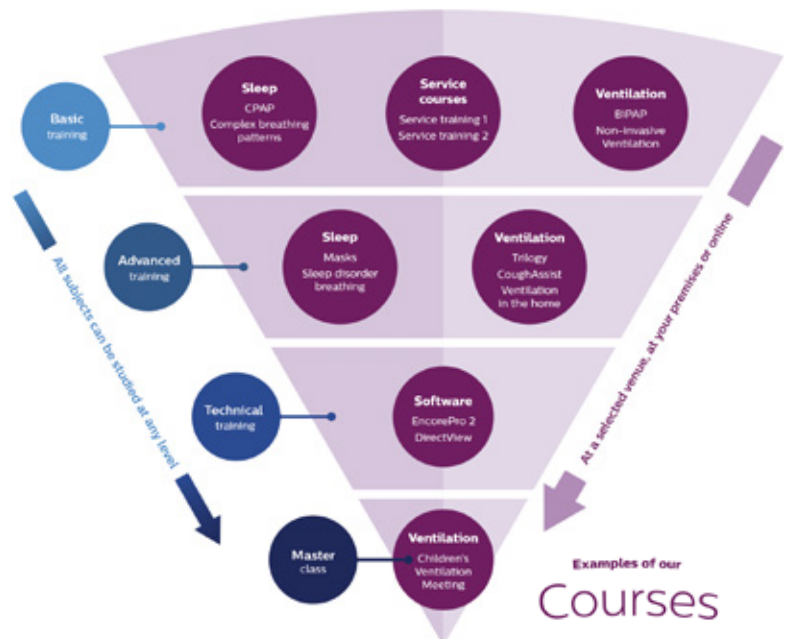 Basic
training
Sleep
CPAP
Complex breathing
patterns
Service
courses
Service training 1
Service training 2
Ventilation
BIPAP
Non-invasive
Ventilation
Advanced
training
Sleep
Masks
Sleep disorder
breathing
Ventilation
Trilogy
CoughAssist
Ventilation
in the home
Technical
training
Software
EncorePro 2
DirectView
Master
class
Ventilation
Children's
Ventilation
Meeting
All subjects can be studied at any level
At a selected venue, at your premises or online
Examples of our
Courses